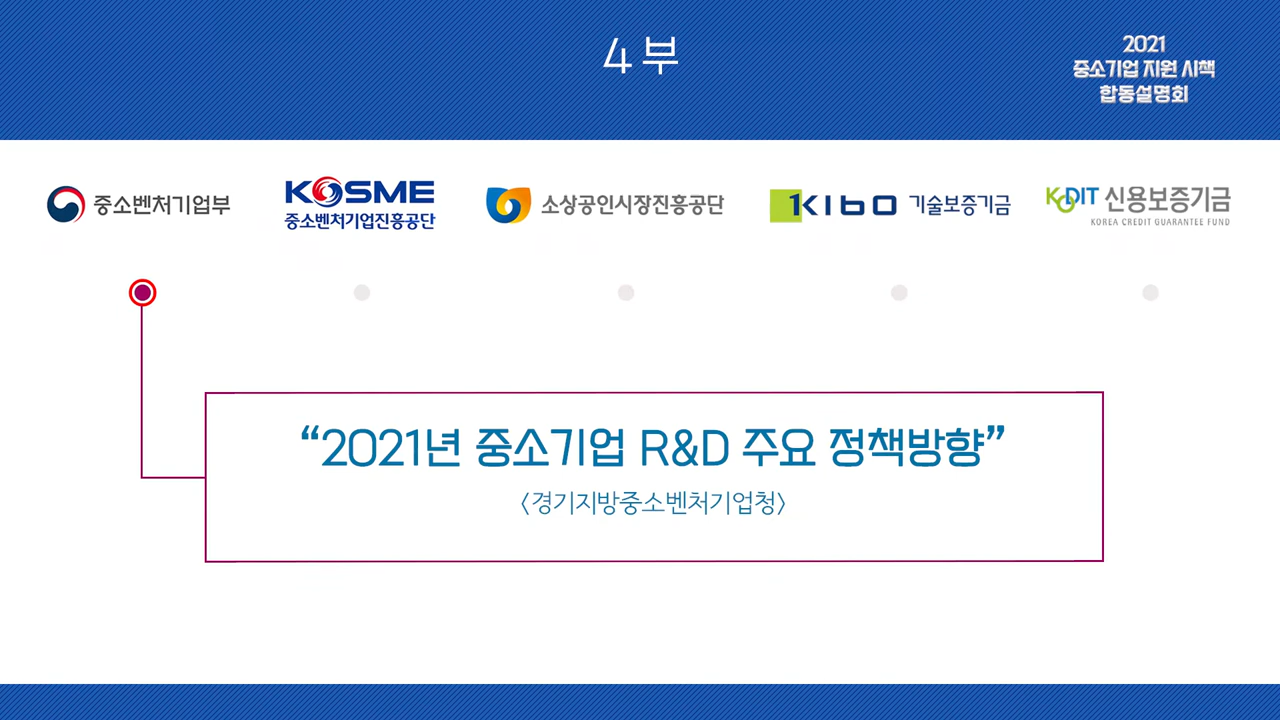 4부
2021
중소기업 지원 시책
합동설명회
중소벤처기업부
KOSME
중소벤처기업진흥공단
소상공인시장진흥공단
KIBO 기술보증기금
KODIT 신용보증기금
KOREA CREDIT GUARANTEE FUND
“2021년 중소기업 R&D 주요 정책방향”
<경기지방중소벤처기업청>